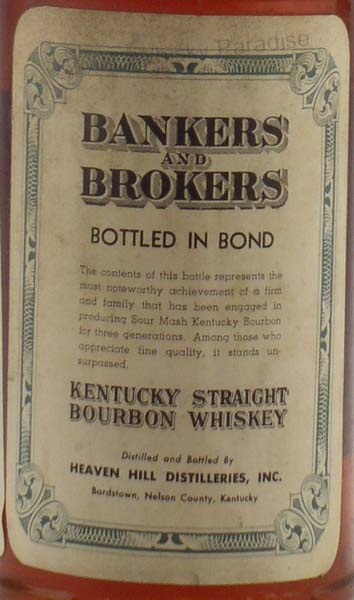 Kentucky Paradise
BANKERS
AND
BROKERS
BOTTLED IN BOND
The contents of this bottle represents the
most noteworthy achievement of a firm
and family that has been engaged in
producing Sour Mash Kentucky Bourbon
for three generations. Among those who
appreciate fine quality, it stands un-
surpassed.
KENTUCKY STRAIGHT
BOURBON WHISKEY
Distilled and Bottled By
HEAVEN HILL DISTILLERIES, INC.
Bardstown, Nelson County, Kentucky